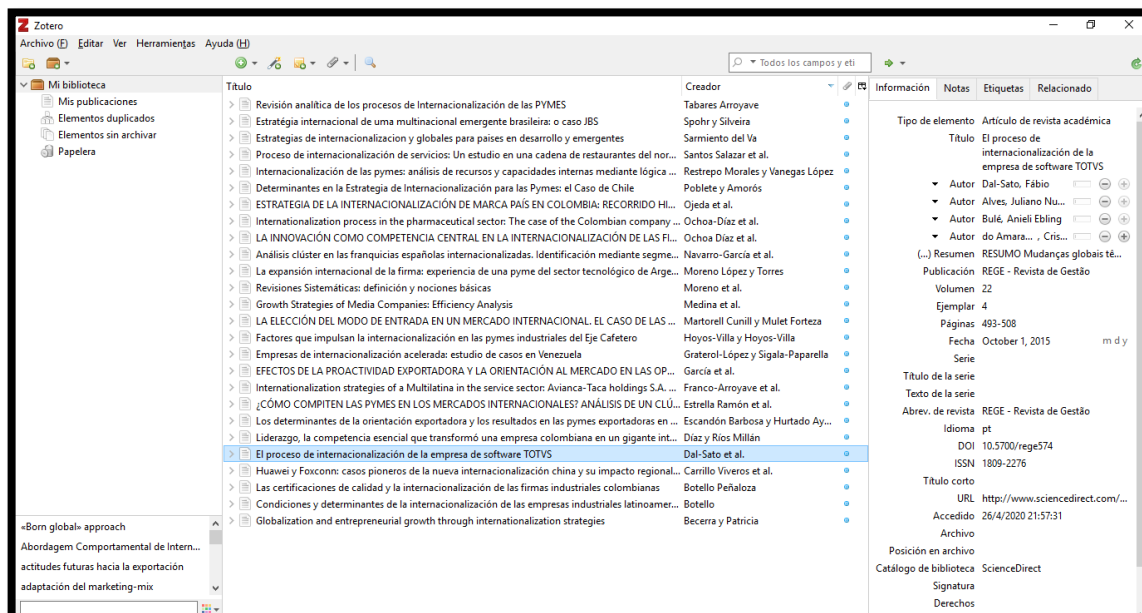 Zotero
Archivo (F) Editar Ver Herramientas Ayuda (H)
Todos los campos y eti
Mi biblioteca
Mis publicaciones
Elementos duplicados
Elementos sin archivar
Papelera
«Born global» approach
Abordagem Comportamental de Intern...
actitudes futuras hacia la exportación
adaptación del marketing-mix
Título Creador
Revisión analítica de los procesos de Internacionalización de las PYMES Tabares Arroyave
Estratégia internacional de uma multinacional emergente brasileira: o caso JBS Spohr y Silveira
Estrategias de internacionalizacion y globales para paises en desarrollo y emergentes Sarmiento del Va
Proceso de internacionalización de servicios: Un estudio en una cadena de restaurantes del nor... Santos Salazar et al.
Internacionalización de las pymes: análisis de recursos y capacidades internas mediante lógica ... Restrepo Morales y Vanegas López
Determinantes en la Estrategia de Internacionalización para las Pymes: el Caso de Chile Poblete y Amorós
ESTRATEGIA DE LA INTERNACIONALIZACIÓN DE MARCA PAÍS EN COLOMBIA: RECORRIDO HI... Ojeda et al.
Internationalization process in the pharmaceutical sector: The case of the Colombian company ... Ochoa-Díaz et al.
LA INNOVACIÓN COMO COMPETENCIA CENTRAL EN LA INTERNACIONALIZACIÓN DE LAS FI... Ochoa Díaz et al.
Análisis clúster en las franquicias españolas internacionalizadas. Identificación mediante segme... Navarro-García et al.
La expansión internacional de la firma: experiencia de una pyme del sector tecnológico de Arge... Moreno López y Torres
Revisiones Sistemáticas: definición y nociones básicas Moreno et al.
Growth Strategies of Media Companies: Efficiency Analysis Medina et al.
LA ELECCIÓN DEL MODO DE ENTRADA EN UN MERCADO INTERNACIONAL. EL CASO DE LAS ... Martorell Cunill y Mulet Forteza
Factores que impulsan la internacionalización en las pymes industriales del Eje Cafetero Hoyos-Villa y Hoyos-Villa
Empresas de internacionalización acelerada: estudio de casos en Venezuela Graterol-López y Sigala-Paparella
EFECTOS DE LA PROACTIVIDAD EXPORTADORA Y LA ORIENTACIÓN AL MERCADO EN LAS OP... García et al.
Internationalization strategies of a Multilatina in the service sector: Avianca-Taca holdings S.A. ... Franco-Arroyave et al.
¿CÓMO COMPITEN LAS PYMES EN LOS MERCADOS INTERNACIONALES? ANÁLISIS DE UN CLÚ... Estrella Ramón et al.
Los determinantes de la orientación exportadora y los resultados en las pymes exportadoras en ... Escandón Barbosa y Hurtado Ay...
Liderazgo, la competencia esencial que transformó una empresa colombiana en un gigante int... Díaz y Ríos Millán
El proceso de internacionalización de la empresa de software TOTVS Dal-Sato et al.
Huawei y Foxconn: casos pioneros de la nueva internacionalización china y su impacto regional... Carrillo Viveros et al.
Las certificaciones de calidad y la internacionalización de las firmas industriales colombianas Botello Peñaloza
Condiciones y determinantes de la internacionalización de las empresas industriales latinoamer... Botello
Globalization and entrepreneurial growth through internationalization strategies Becerra y Patricia
Información Notas Etiquetas Relacionado
Tipo de elemento Artículo de revista académica
Título El proceso de
internacionalización de la
empresa de software TOTVS
Autor Dal-Sato, Fábio
Autor Alves, Juliano Nu...
Autor Bulé, Anieli Ebling
Autor do Amara... , Cris...
(...) Resumen RESUMO Mudanças globais tê...
Publicación REGE - Revista de Gestão
Volumen 22
Ejemplar 4
Páginas 493-508
Fecha October 1, 2015 m d y
Serie
Título de la serie
Texto de la serie
Abrev. de revista REGE - Revista de Gestão
Idioma pt
DOI 10.5700/rege574
ISSN 1809-2276
Título corto
URL http://www.sciencedirect.com/...
Accedido 26/4/2020 21:57:31
Archivo
Posición en archivo
Catálogo de biblioteca ScienceDirect
Signatura
Derechos